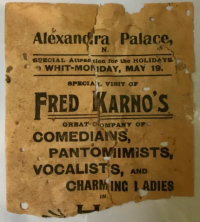 Alexandra Palace,
N.
SPECIAL Attraction for the HOLIDAYS
WHIT-MONDAY, MAY 19.
SPECIAL VISIT OF
FRED KARNO'S
GREAT COMPANY OF
COMEDIANS,
PANTOMIMISTS,
VOCALISTS, AND
CHARMING LADIES
IN